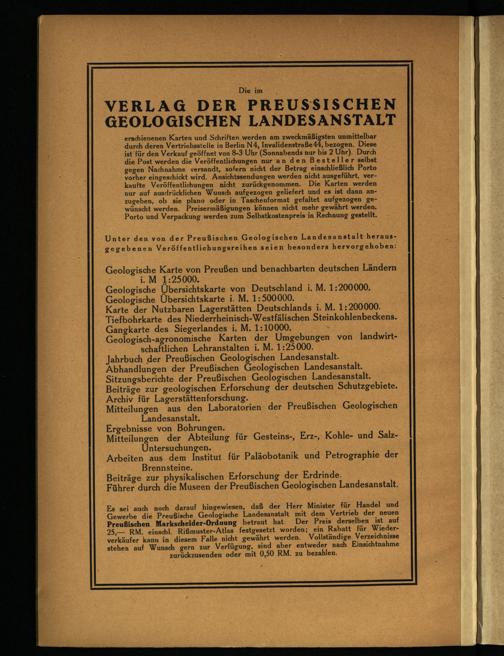 Die im
VERLAG DER PREUSSISCHEN
GEOLOGISCHEN LANDESANSTALT
erschienenen Karten und Schriften werden am zweckmäßigsten unmittelbar
durch deren Vertriebsstelle in Berlin N 4, Invalidenstraße 44, bezogen. Diese
ist für den Verkauf geöffnet von 8-3 Uhr (Sonnabends nur bis 2 Uhr). Durch
die Post werden die Veröffentlichungen nur an den Besteller selbst
gegen Nachnahme versandt, sofern nicht der Betrag einschließlich Porto
vorher eingeschickt wird. Ansichtssendungen werden nicht ausgeführt, ver-
kaufte Veröffentlichungen nicht zurückgenommen. Die Karten werden
nur auf ausdrücklichen Wunsch aufgezogen geliefert und es ist dann an-
zugeben, ob sie plano oder in Taschenformat gefaltet aufgezogen ge-
wünscht werden. Preisermäßigungen können nicht mehr gewährt werden.
Porto und Verpackung werden zum Selbstkostenpreis in Rechnung gestellt.
Unter den von der Preußischen Geologischen Landesanstalt heraus-
gegebenen Veröffentlichungsreihen seien besonders hervorgehoben:
Geologische Karte von Preußen und benachbarten deutschen Ländern
i. M 1:25000.
Geologische Übersichtskarte von Deutschland i. M. 1:200000.
Geologische Übersichtskarte i. M. 1:500000.
Karte der Nutzbaren Lagerstätten Deutschlands i. M. 1:200000.
Tiefbohrkarte des Niederrheinisch-Westfälischen Steinkohlenbeckens.
Gangkarte des Siegerlandes i. M. 1:10000.
Geologisch-agronomische Karten der Umgebungen von landwirt-
schaftlichen Lehranstalten i. M. 1:25000.
Jahrbuch der Preußischen Geologischen Landesanstalt.
Abhandlungen der Preußischen Geologischen Landesanstalt.
Sitzungsberichte der Preußischen Geologischen Landesanstalt.
Beiträge zur geologischen Erforschung der deutschen Schutzgebiete.
Archiv für Lagerstättenforschung.
Mitteilungen aus den Laboratorien der Preußischen Geologischen
Landesanstalt.
Ergebnisse von Bohrungen.
Mitteilungen der Abteilung für Gesteins-, Erz-, Kohle- und Salz-
Untersuchungen.
Arbeiten aus dem Institut für Paläobotanik und Petrographie der
Brennsteine.
Beiträge zur physikalischen Erforschung der Erdrinde.
Führer durch die Museen der Preußischen Geologischen Landesanstalt.
Es sei auch noch darauf hingewiesen, daß der Herr Minister für Handel und
Gewerbe die Preußische Geologische Landesanstalt mit dem Vertrieb der neuen
Preußischen Markscheider-Ordnung betraut hat. Der Preis derselben ist auf
25,— RM. einschl. Rißmuster-Atlas festgesetzt worden; ein Rabatt für Wieder-
verkäufer kann in diesem Falle nicht gewährt werden. Vollständige Verzeichnisse
stehen auf Wunsch gern zur Verfügung, sind aber entweder nach Einsichtnahme
zurückzusenden oder mit 0,50 RM. zu bezahlen.